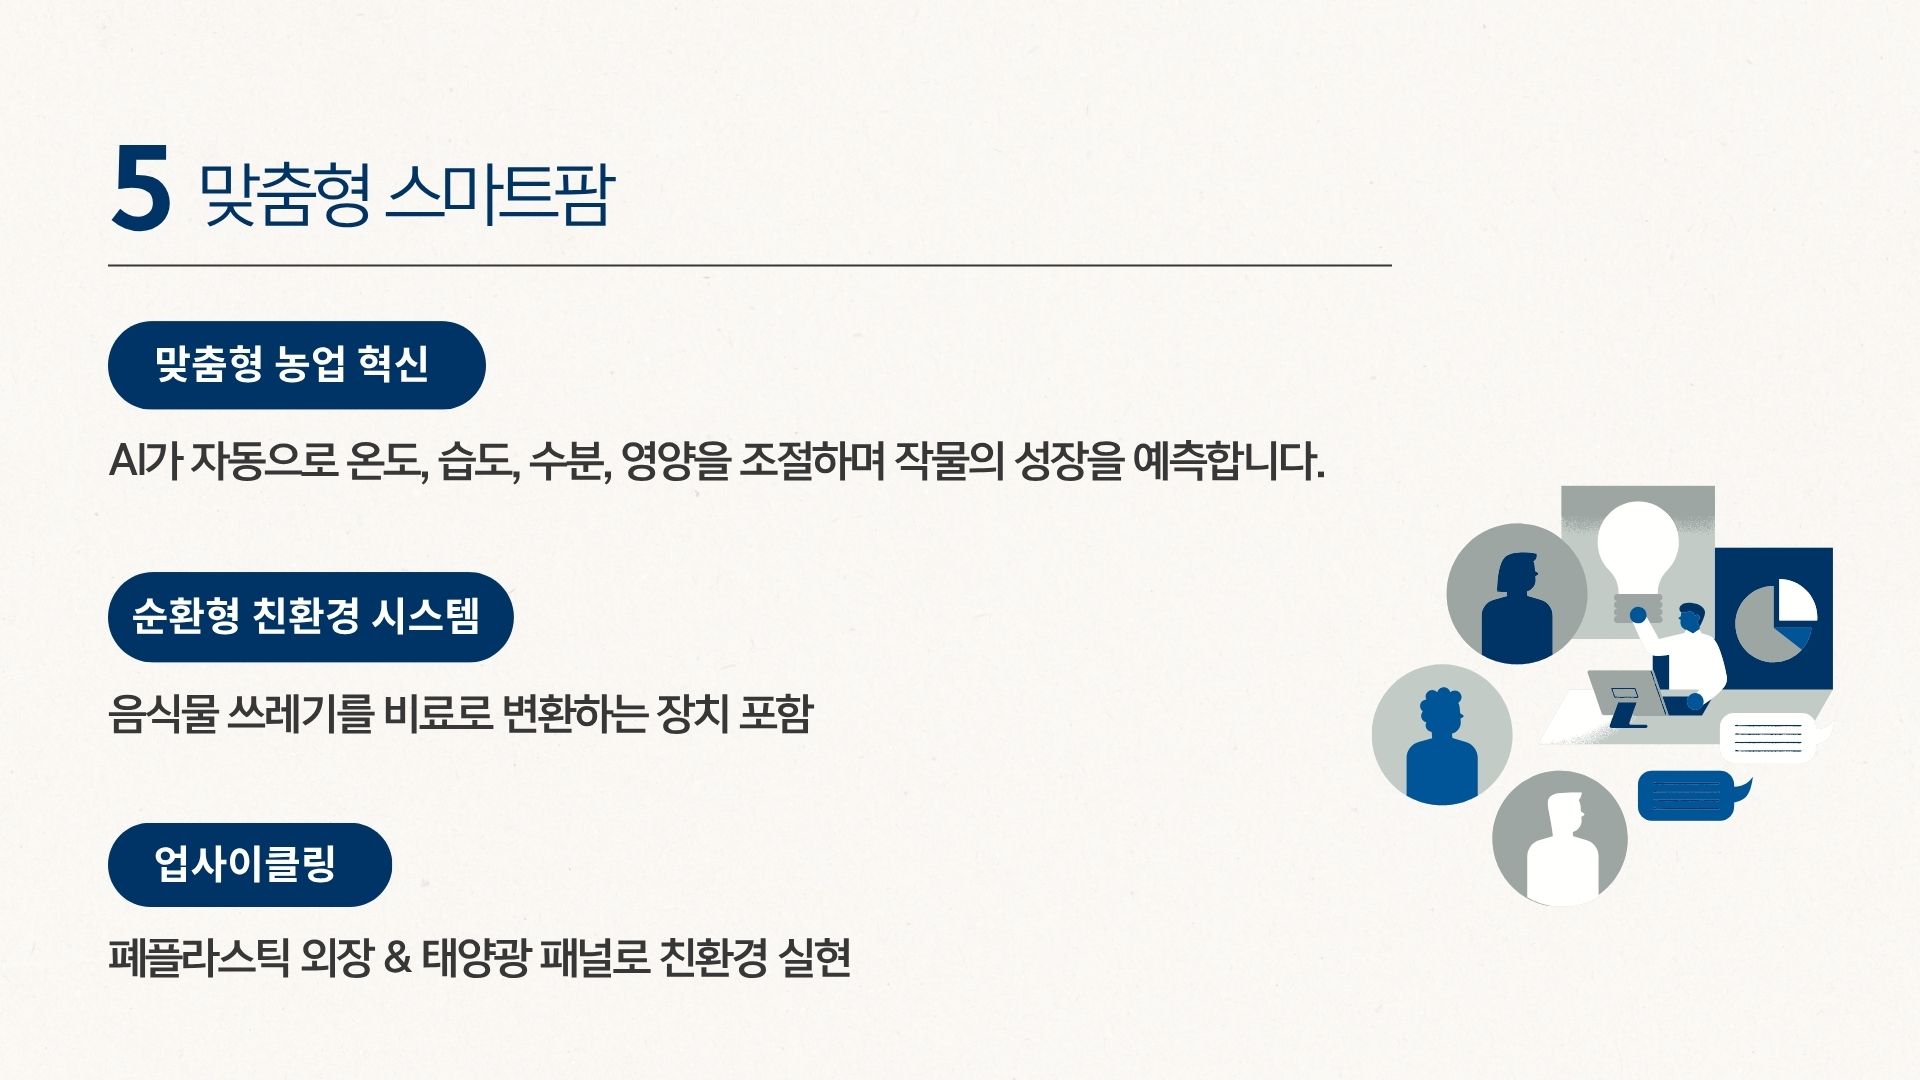 5 맞춤형 스마트팜
맞춤형 농업 혁신
AI가 자동으로 온도, 습도, 수분, 영양을 조절하며 작물의 성장을 예측합니다.
순환형 친환경 시스템
음식물 쓰레기를 비료로 변환하는 장치 포함
업사이클링
폐플라스틱 외장 & 태양광 패널로 친환경 실현